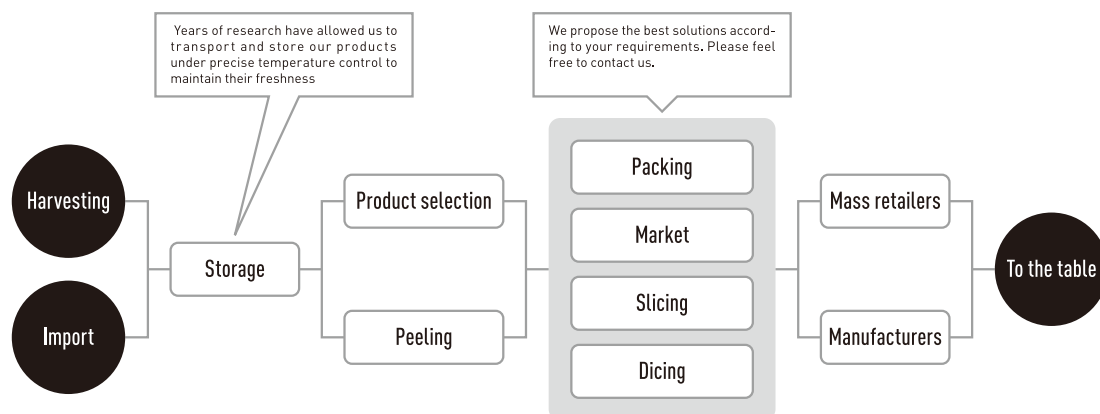 Years of research have allowed us to
transport and store our products
under precise temperature control to
maintain their freshness
We propose the best solutions accord-
ing to your requirements. Please feel
free to contact us.
Harvesting
Import
Storage
Product selection
Peeling
Packing
Market
Slicing
Dicing
Mass retailers
Manufacturers
To the table